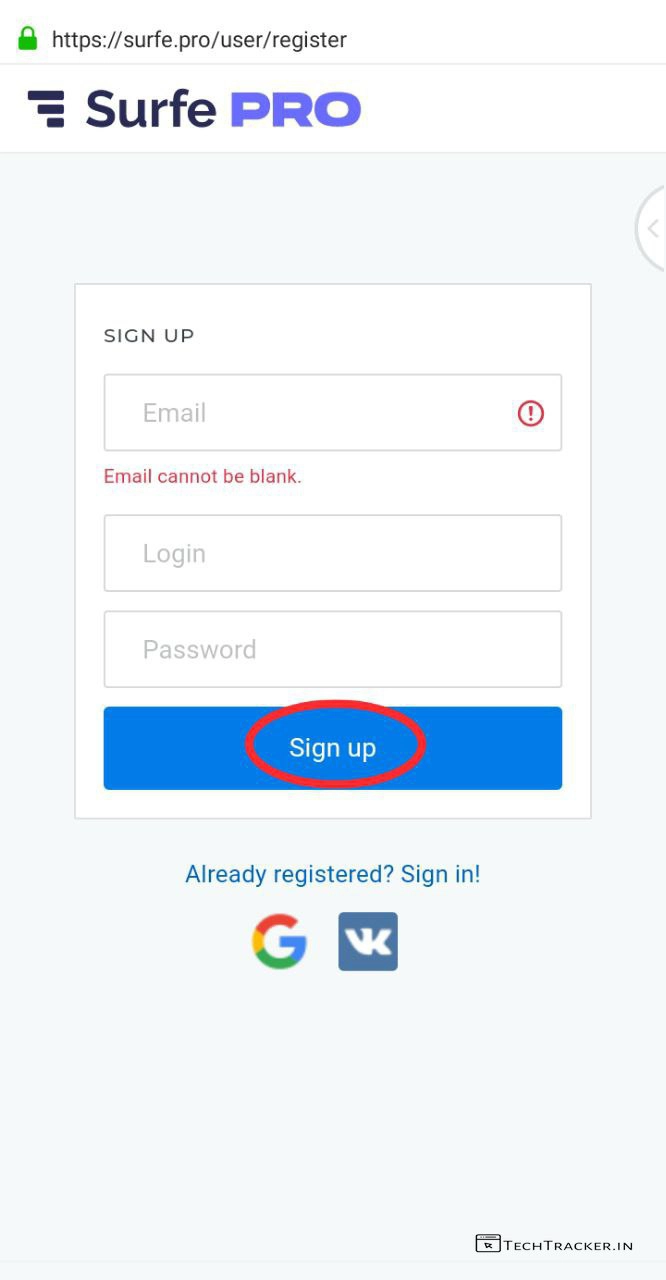 https://surfe.pro/user/register
Surfe PRO
SIGN UP
Email
Email cannot be blank.
Login
Password
Sign up
Already registered? Sign in!
TECHTRACKER.IN